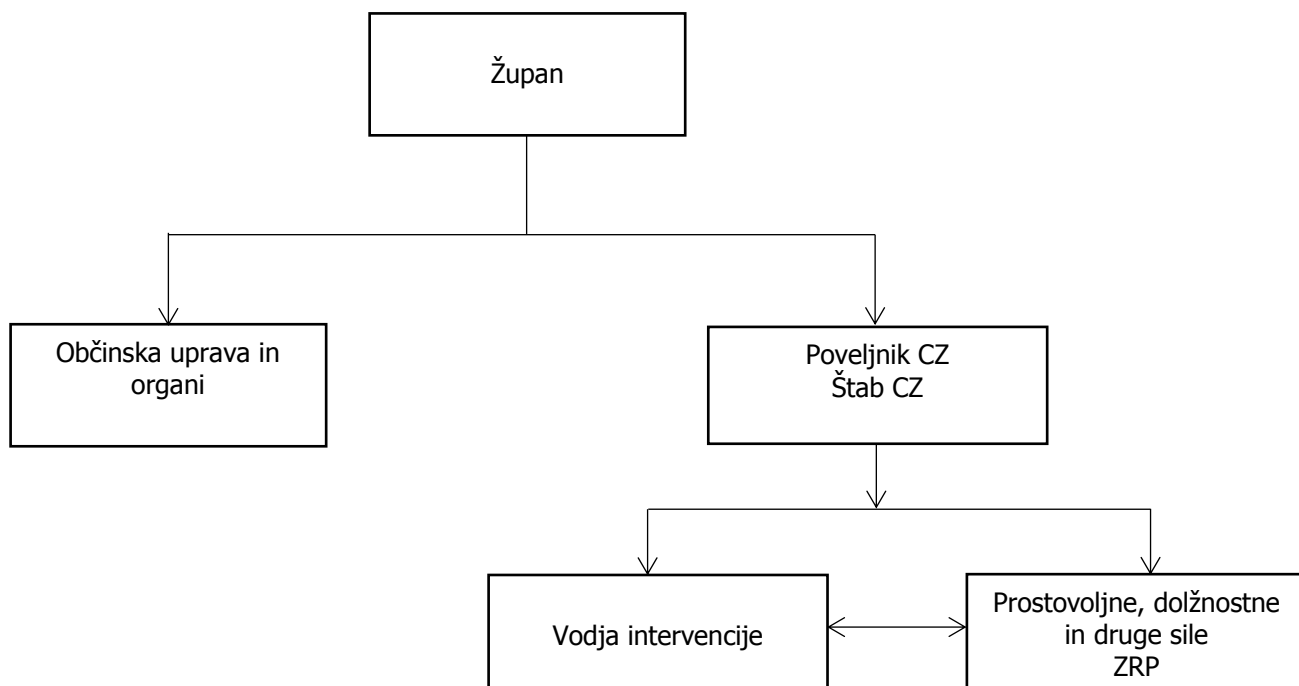 Župan
Občinska uprava in
organi
Poveljnik CZ
Štab CZ
Vodja intervencije
Prostovoljne, dolžnostne
in druge sile
ZRP